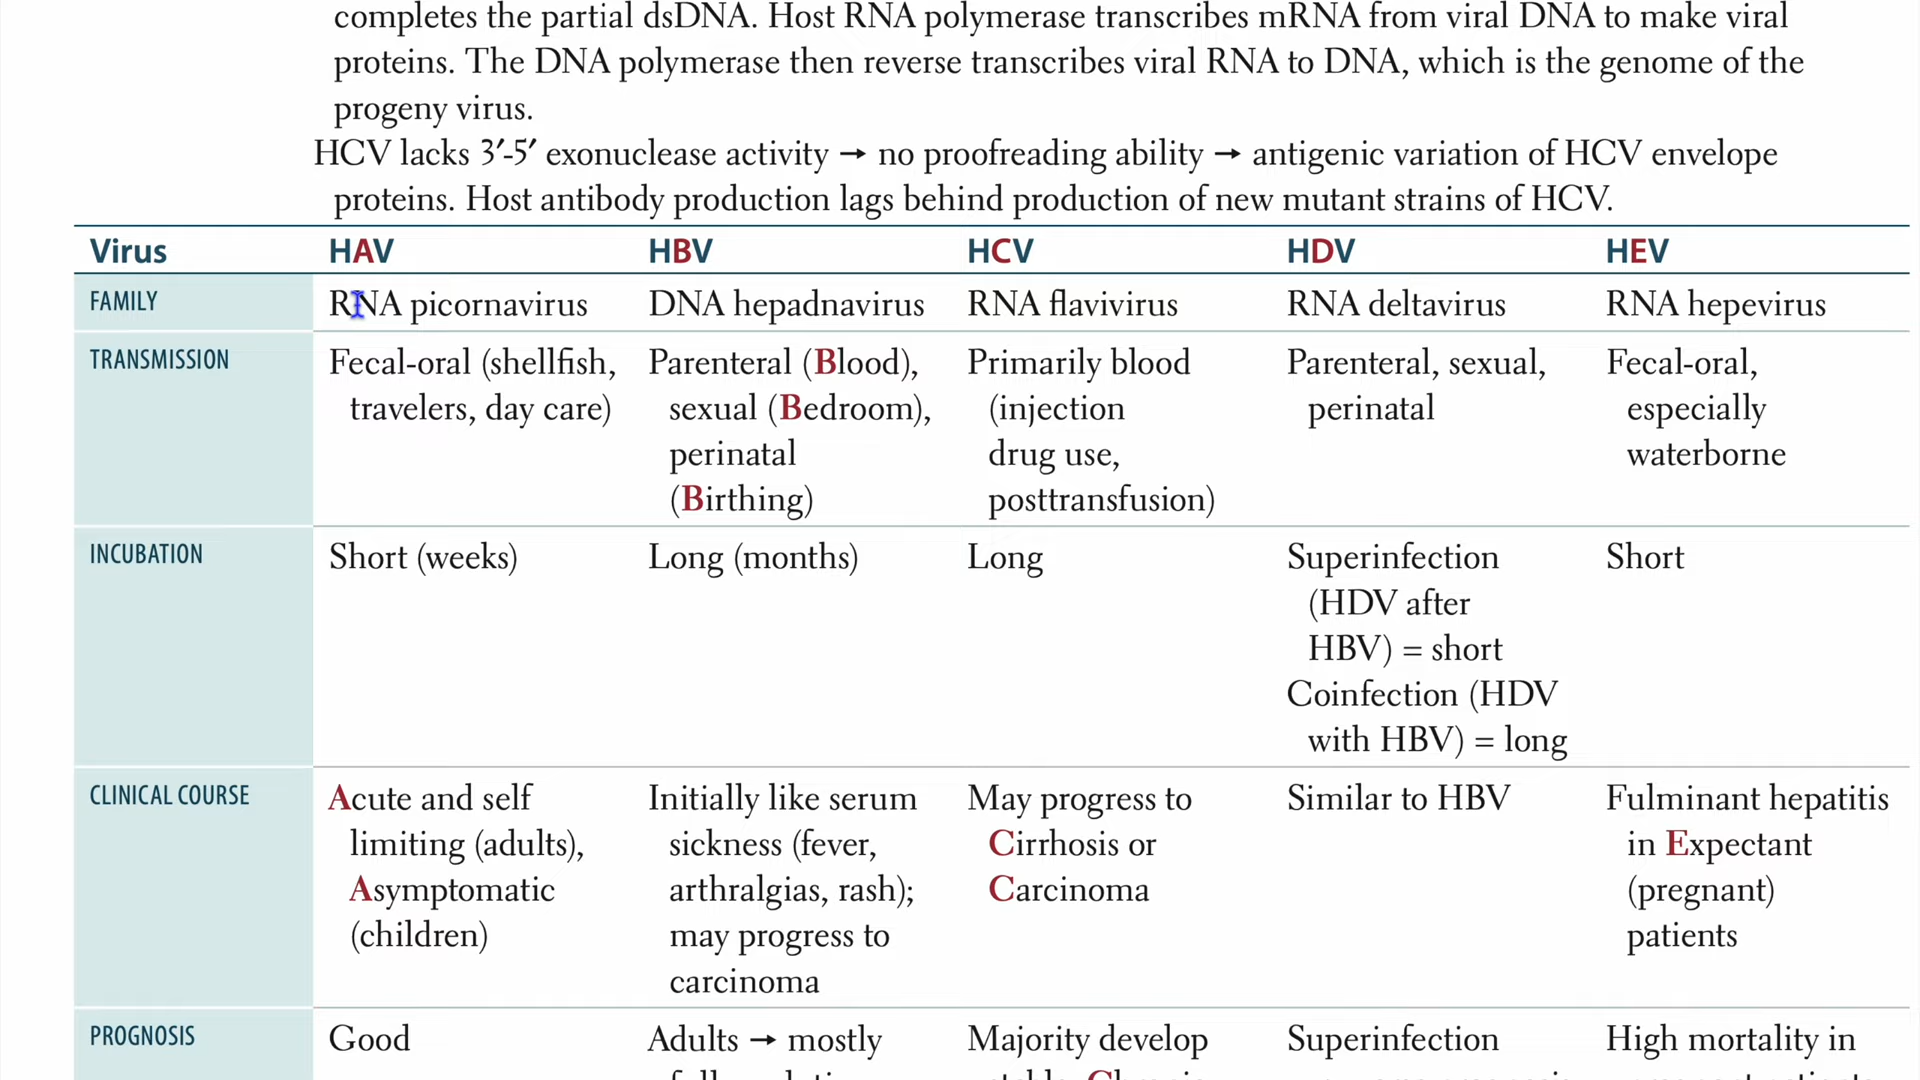 completes the partial dsDNA. Host RNA polymerase transcribes mRNA from viral DNA to make viral
proteins. The DNA polymerase then reverse transcribes viral RNA to DNA, which is the genome of the
progeny virus.
HCV lacks 3′-5′ exonuclease activity → no proofreading ability → antigenic variation of HCV envelope
proteins. Host antibody production lags behind production of new mutant strains of HCV.
Virus HAV HBV HCV HDV HEV
FAMILY RNA picornavirus DNA hepadnavirus RNA flavivirus RNA deltavirus RNA hepevirus
TRANSMISSION Fecal-oral (shellfish, Parenteral (Blood), Primarily blood Parenteral, sexual, Fecal-oral,
travelers, day care) sexual (Bedroom), (injection perinatal especially
perinatal drug use, waterborne
(Birthing) posttransfusion)
INCUBATION Short (weeks) Long (months) Long Superinfection Short
(HDV after
HBV) = short
Coinfection (HDV
with HBV) = long
CLINICAL COURSE Acute and self Initially like serum May progress to Similar to HBV Fulminant hepatitis
limiting (adults), sickness (fever, Cirrhosis or in Expectant
Asymptomatic arthralgias, rash); Carcinoma (pregnant)
(children) may progress to patients
carcinoma
PROGNOSIS Good Adults → mostly Majority develop Superinfection High mortality in